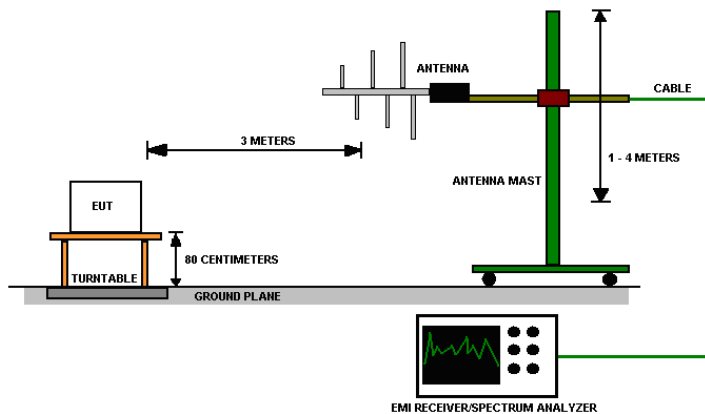 ANTENNA
CABLE
3 METERS
1 - 4 METERS
ANTENNA MAST
EUT
80 CENTIMETERS
TURNTABLE
GROUND PLANE
EMI RECEIVER/SPECTRUM ANALYZER